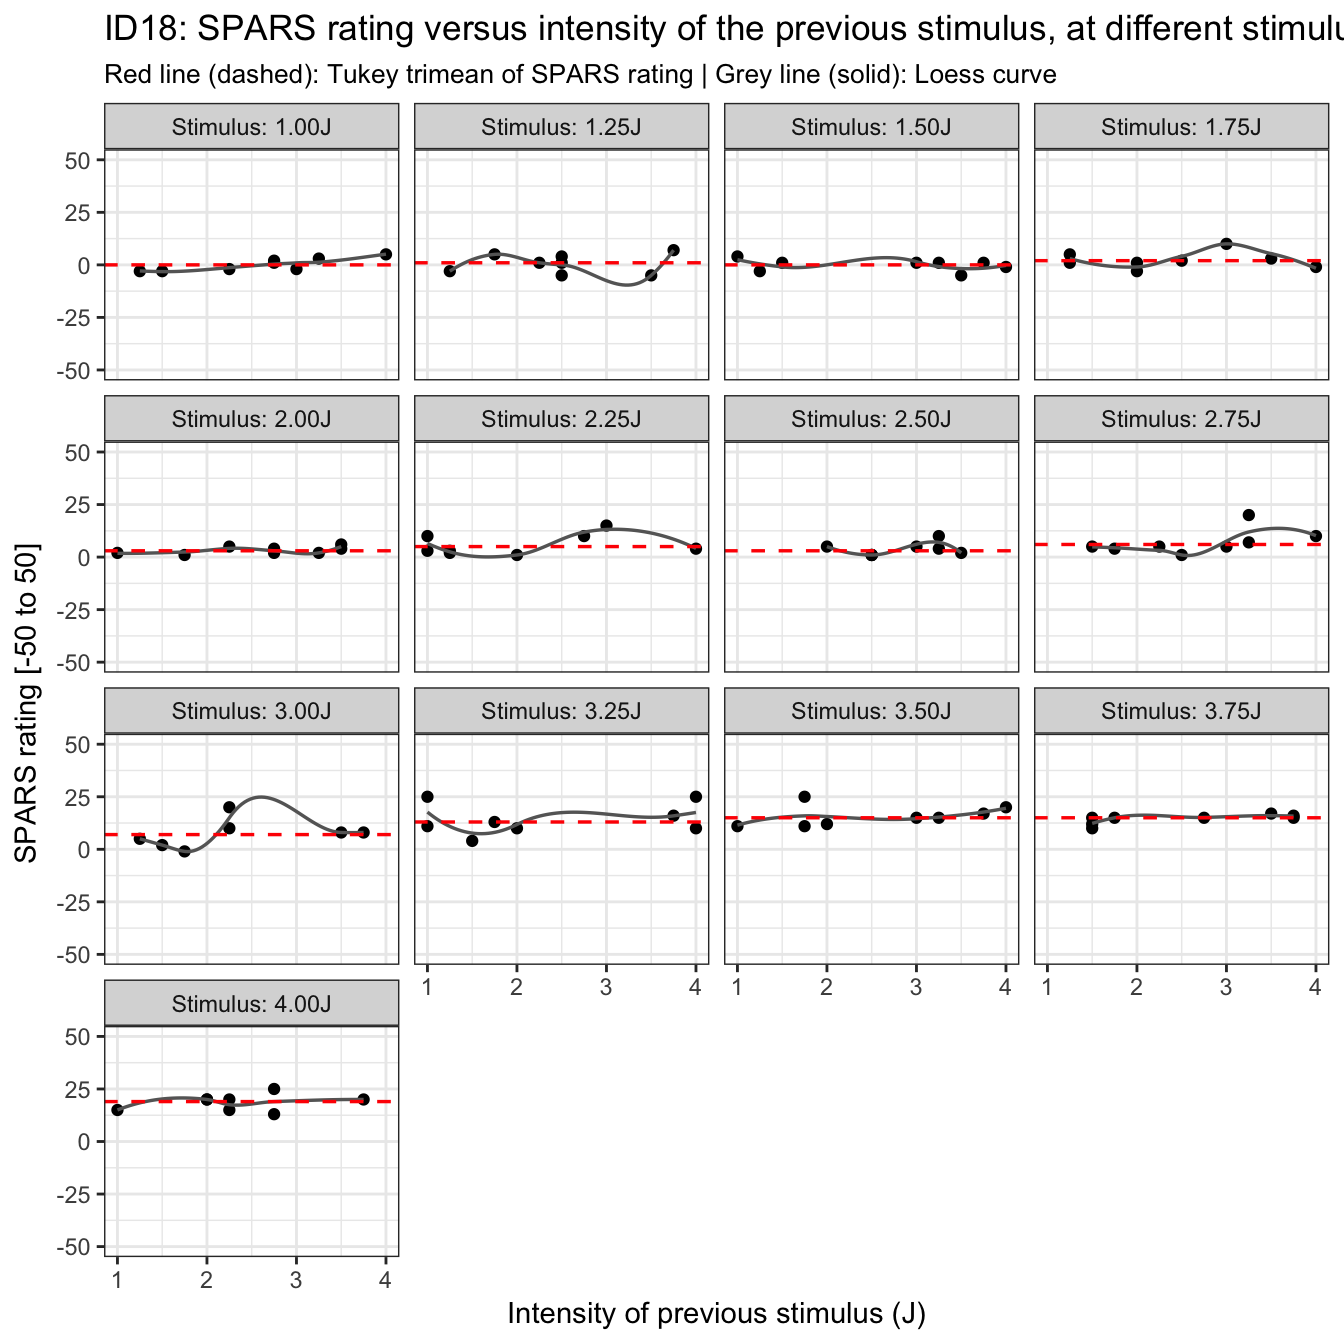 ID18: SPARS rating versus intensity of the previous stimulus, at different
Red line (dashed): Tukey trimean of SPARS rating | Grey line (solid): Loess curve
Stimulus: 1.00J Stimulus: 1.25J Stimulus: 1.50J Stimulus: 1.75J
50
25
0
-25
-50
Stimulus: 2.00J Stimulus: 2.25J Stimulus: 2.50J Stimulus: 2.75J
50
25
0
-25
-50
SPARS rating [-50 to 50]
Stimulus: 3.00J Stimulus: 3.25J Stimulus: 3.50J Stimulus: 3.75J
50
25
0
-25
-50
1 2 3 4 1 2 3 4 1 2 3 4
Stimulus: 4.00J
50
25
0
-25
-50
1 2 3 4
Intensity of previous stimulus (J)